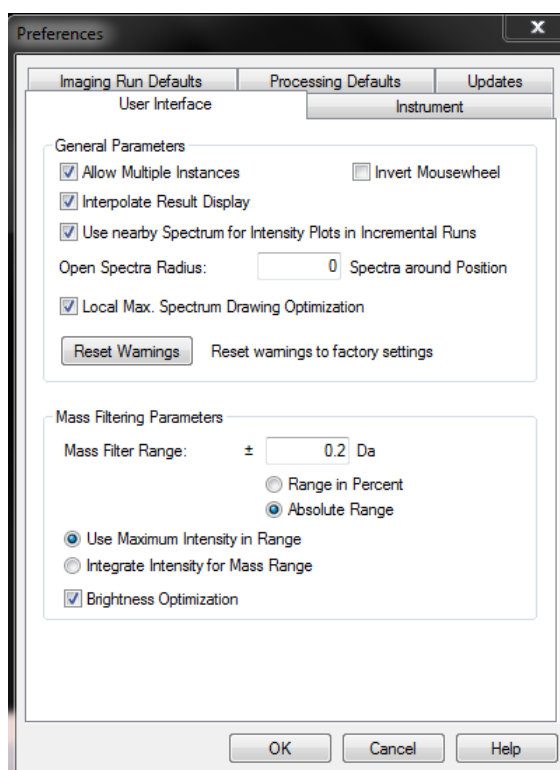 Preferences
X
Imaging Run Defaults Processing Defaults Updates
User Interface Instrument
General Parameters
Allow Multiple Instances Invert Mousewheel
Interpolate Result Display
Use nearby Spectrum for Intensity Plots in Incremental Runs
Open Spectra Radius: 0 Spectra around Position
Local Max. Spectrum Drawing Optimization
Reset Warnings Reset warnings to factory settings
Mass Filtering Parameters
Mass Filter Range: ± 0.2 Da
Range in Percent
Absolute Range
Use Maximum Intensity in Range
Integrate Intensity for Mass Range
Brightness Optimization
OK Cancel Help